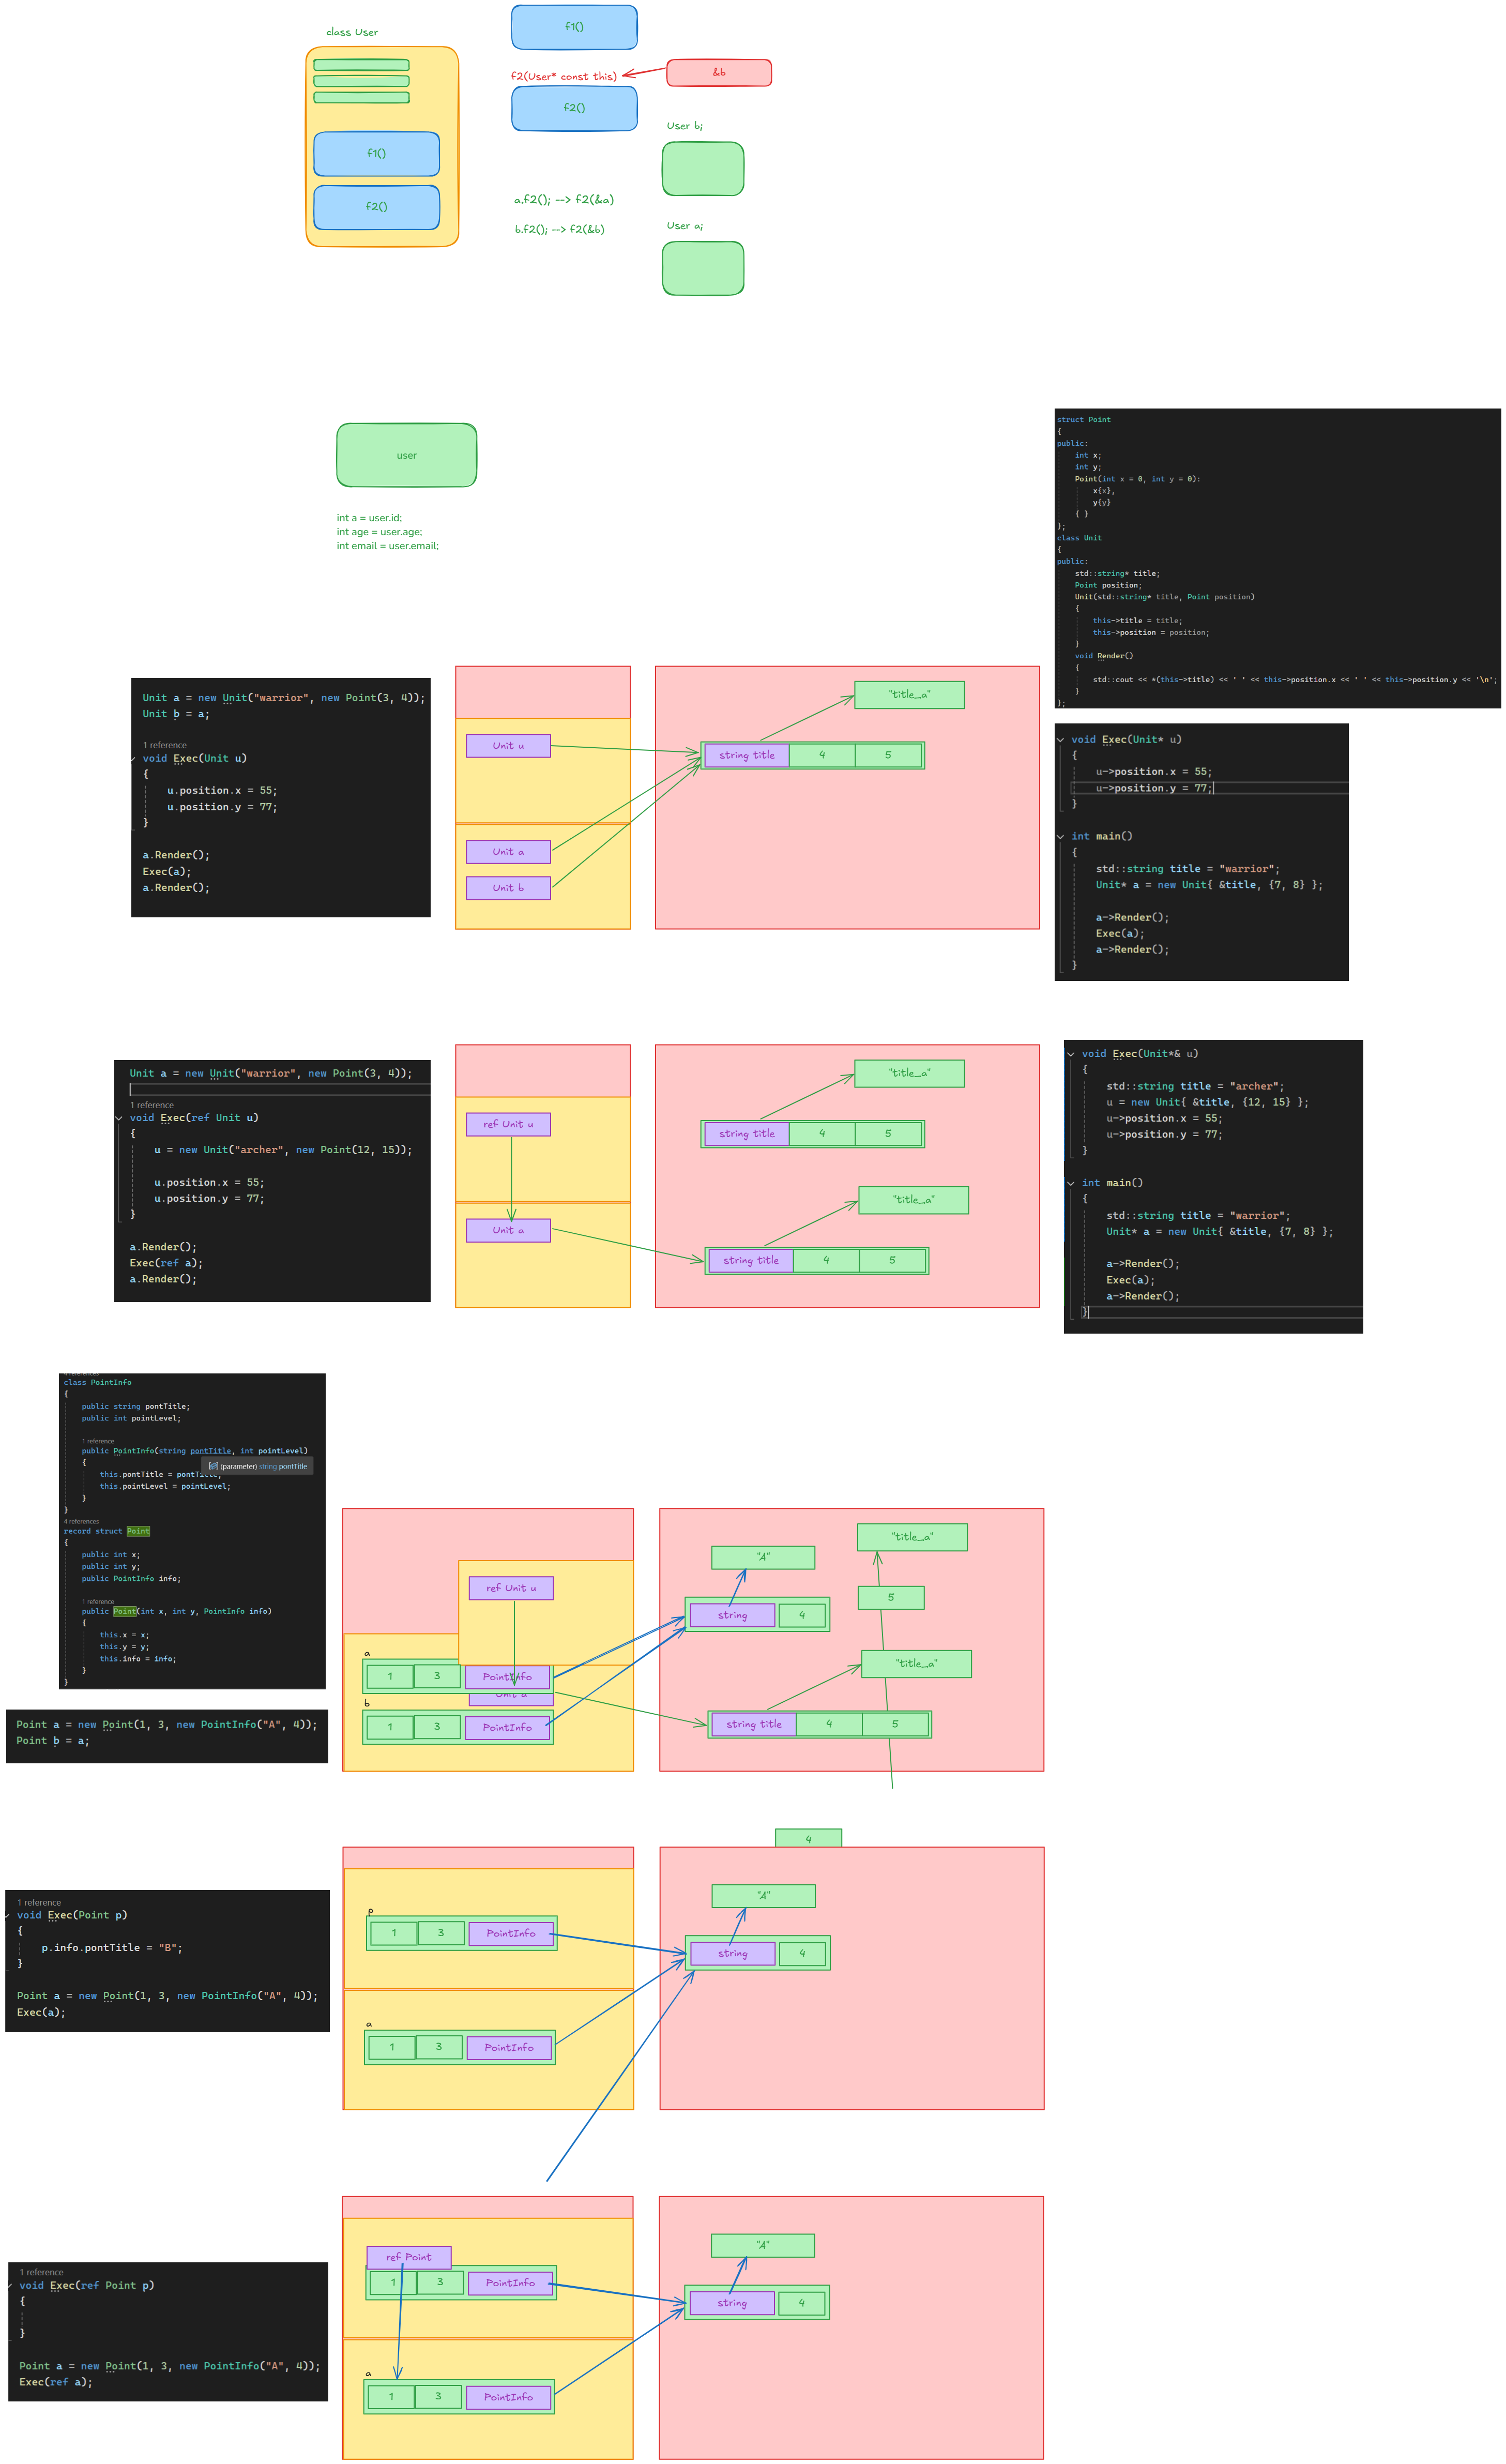 class User
f1()
f2(User* const this)
&b
f2()
User b;
f1()
f2()
a.f2(); --> f2(&a)
b.f2(); --> f2(&b)
User a;
user
int a = user.id;
int age = user.age;
int email = user.email;
struct Point
{
public:
int x;
int y;
Point(int x = 0, int y = 0):
x{x},
y{y}
{ }
};
class Unit
{
public:
std::string* title;
Point position;
Unit(std::string* title, Point position)
{
this->title = title;
this->position = position;
}
void Render()
{
std::cout << *(this->title) << ' ' << this->position.x << ' ' << this->position.y << '\n';
}
};
Unit a = new Unit("warrior", new Point(3, 4));
Unit b = a;
1 reference
void Exec(Unit u)
{
u.position.x = 55;
u.position.y = 77;
}
a.Render();
Exec(a);
a.Render();
Unit u
Unit a
Unit b
"title_a"
string title 4 5
void Exec(Unit* u)
{
u->position.x = 55;
u->position.y = 77;
}
int main()
{
std::string title = "warrior";
Unit* a = new Unit{ &title, {7, 8} };
a->Render();
Exec(a);
a->Render();
}
Unit a = new Unit("warrior", new Point(3, 4));
1 reference
void Exec(ref Unit u)
{
u = new Unit("archer", new Point(12, 15));
u.position.x = 55;
u.position.y = 77;
}
a.Render();
Exec(ref a);
a.Render();
ref Unit u
Unit a
"title_a"
string title 4 5
"title_a"
string title 4 5
void Exec(Unit*& u)
{
std::string title = "archer";
u = new Unit{ &title, {12, 15} };
u->position.x = 55;
u->position.y = 77;
}
int main()
{
std::string title = "warrior";
Unit* a = new Unit{ &title, {7, 8} };
a->Render();
Exec(a);
a->Render();
}
class PointInfo
{
public string pontTitle;
public int pointLevel;
1 reference
public PointInfo(string pontTitle, int pointLevel)
{
(parameter) string pontTitle
this.pontTitle = pontTitle;
this.pointLevel = pointLevel;
}
}
4 references
record struct Point
{
public int x;
public int y;
public PointInfo info;
1 reference
public Point(int x, int y, PointInfo info)
{
this.x = x;
this.y = y;
this.info = info;
}
}
Point a = new Point(1, 3, new PointInfo("A", 4));
Point b = a;
ref Unit u
a
1 3 PointInfo
b
1 3 PointInfo
"A"
string 4
"title_a"
5
"title_a"
string title 4 5
4
1 reference
void Exec(Point p)
{
p.info.pontTitle = "B";
}
Point a = new Point(1, 3, new PointInfo("A", 4));
Exec(a);
p
1 3 PointInfo
a
1 3 PointInfo
"A"
string 4
1 reference
void Exec(ref Point p)
{
}
Point a = new Point(1, 3, new PointInfo("A", 4));
Exec(ref a);
ref Point
1 3 PointInfo
a
1 3 PointInfo
"A"
string 4